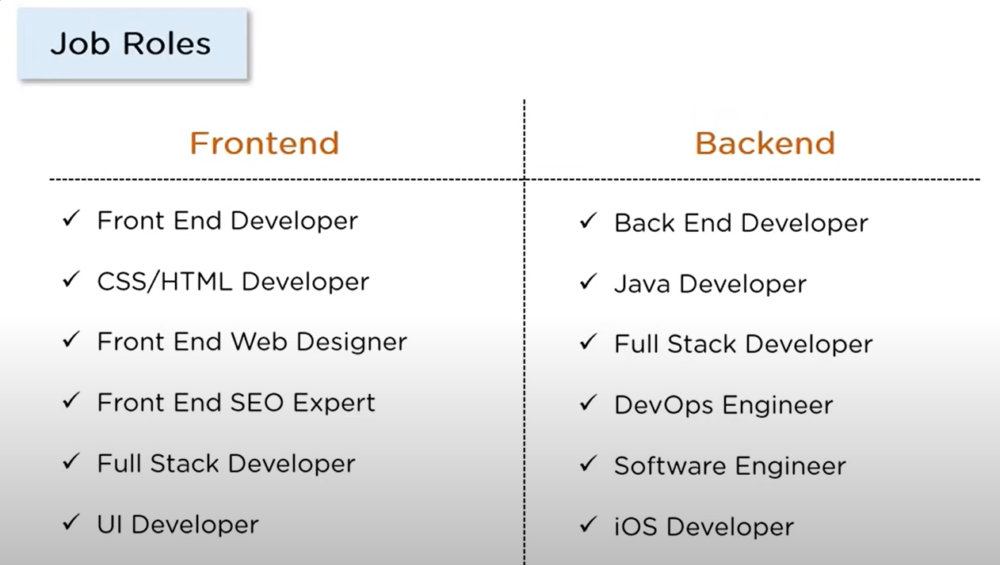 Job Roles
Frontend
Front End Developer
CSS/HTML Developer
Front End Web Designer
Front End SEO Expert
Full Stack Developer
UI Developer
Backend
Back End Developer
Java Developer
Full Stack Developer
DevOps Engineer
Software Engineer
iOS Developer